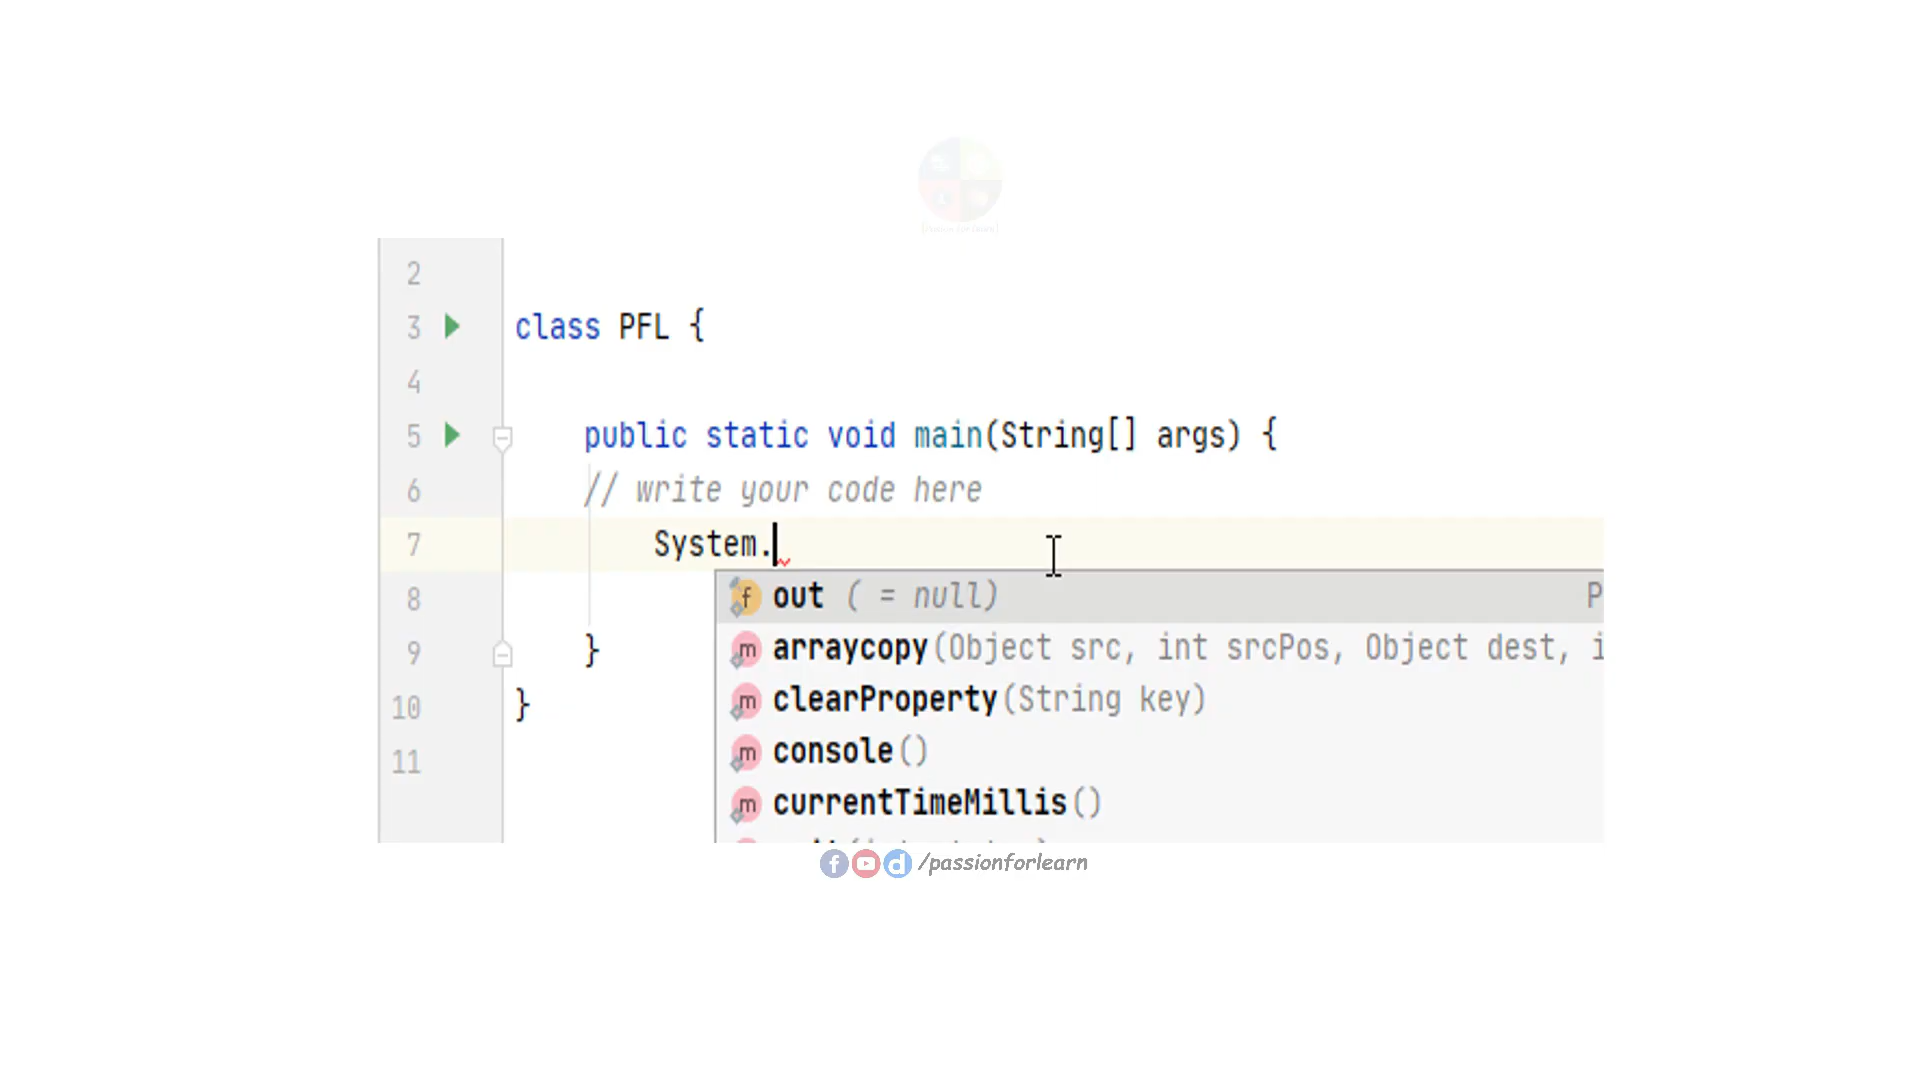 2
3 class PFL {
4
5 public static void main(String[] args) {
6 // write your code here
7 System.
8 f out ( = null) P
9 } m arraycopy(Object src, int srcPos, Object dest, i
m clearProperty(String key)
10 }
m console()
11
m currentTimeMillis()
f d /passionforlearn